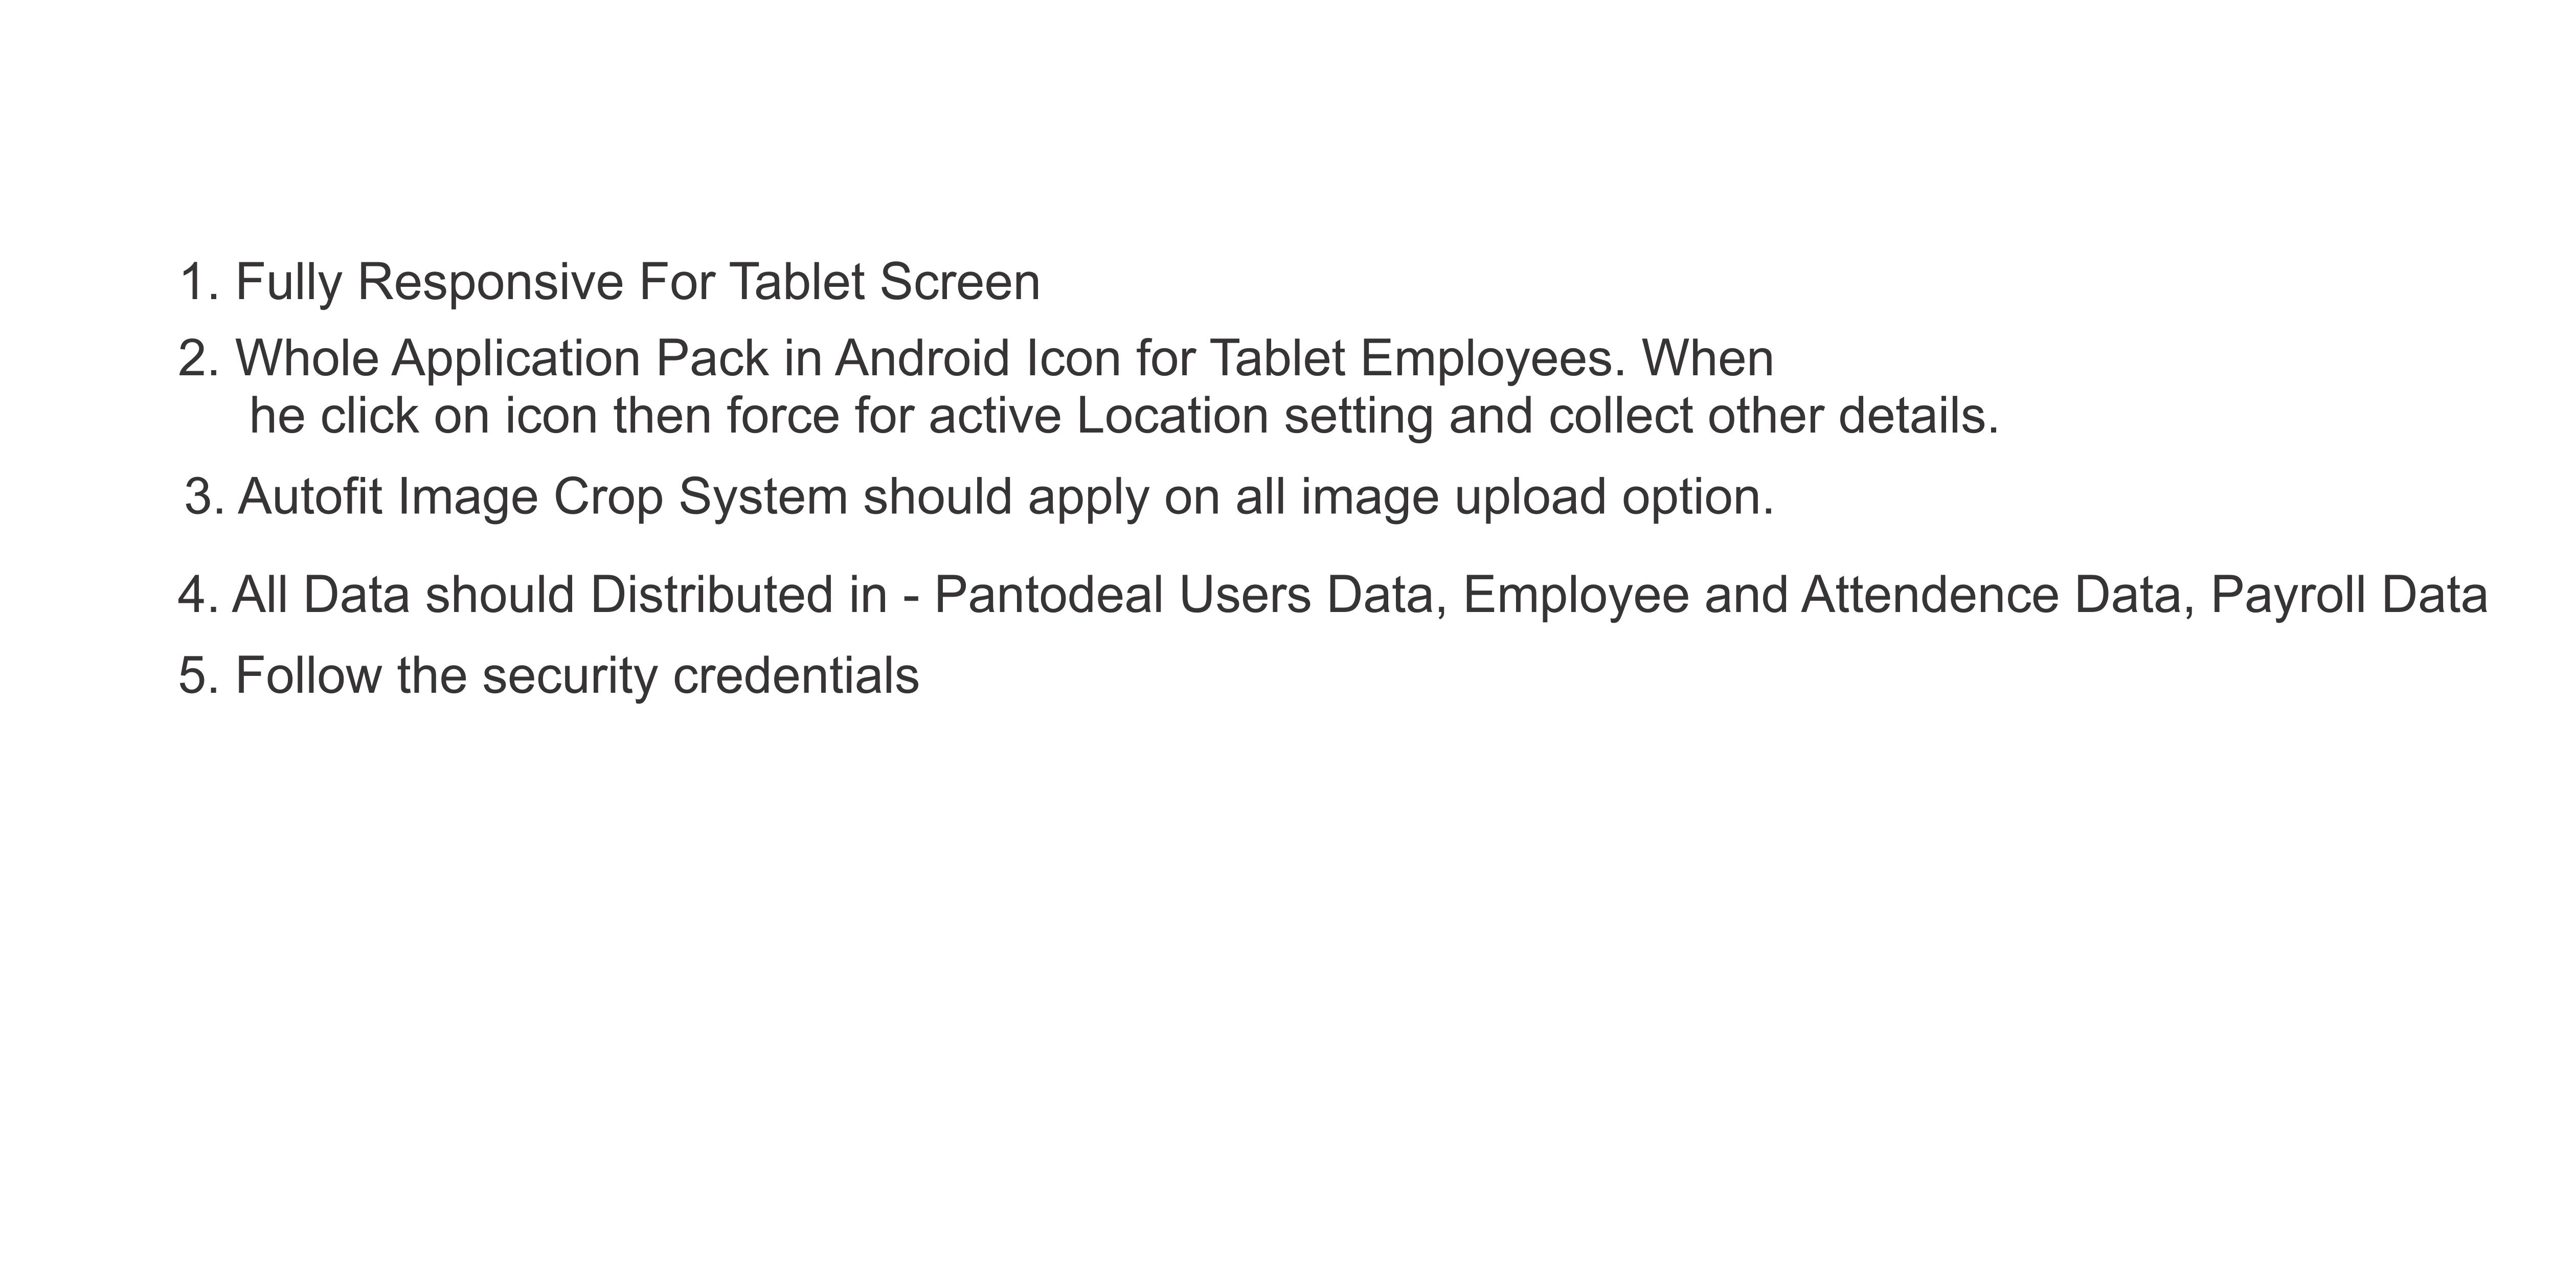 1. Fully Responsive For Tablet Screen
2. Whole Application Pack in Android Icon for Tablet Employees. When
he click on icon then force for active Location setting and collect other details.
3. Autofit Image Crop System should apply on all image upload option.
4. All Data should Distributed in - Pantodeal Users Data, Employee and Attendence Data, Payroll Data
5. Follow the security credentials